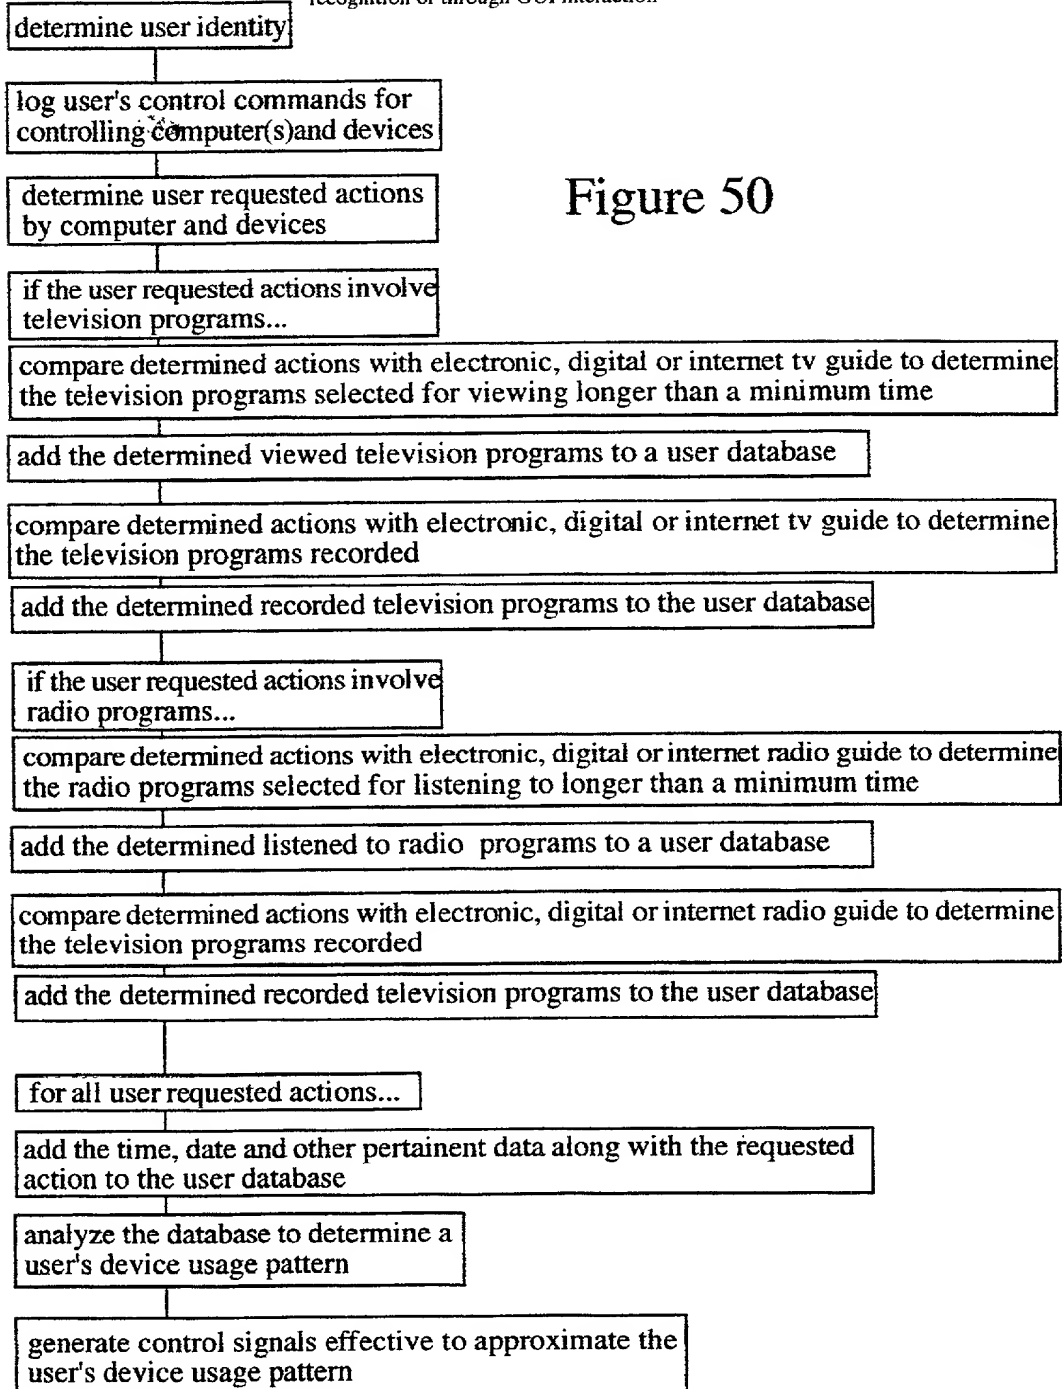 recognition or through GUI interaction
determine user identity
log user's control commands for
controlling computer(s)and devices
determine user requested actions
by computer and devices
Figure 50
if the user requested actions involve
television programs...
compare determined actions with electronic, digital or internet tv guide to determine
the television programs selected for viewing longer than a minimum time
add the determined viewed television programs to a user database
compare determined actions with electronic, digital or internet tv guide to determine
the television programs recorded
add the determined recorded television programs to the user database
if the user requested actions involve
radio programs...
compare determined actions with electronic, digital or internet radio guide to determine
the radio programs selected for listening to longer than a minimum time
add the determined listened to radio programs to a user database
compare determined actions with electronic, digital or internet radio guide to determine
the television programs recorded
add the determined recorded television programs to the user database
for all user requested actions...
add the time, date and other pertainent data along with the requested
action to the user database
analyze the database to determine a
user's device usage pattern
generate control signals effective to approximate the
user's device usage pattern